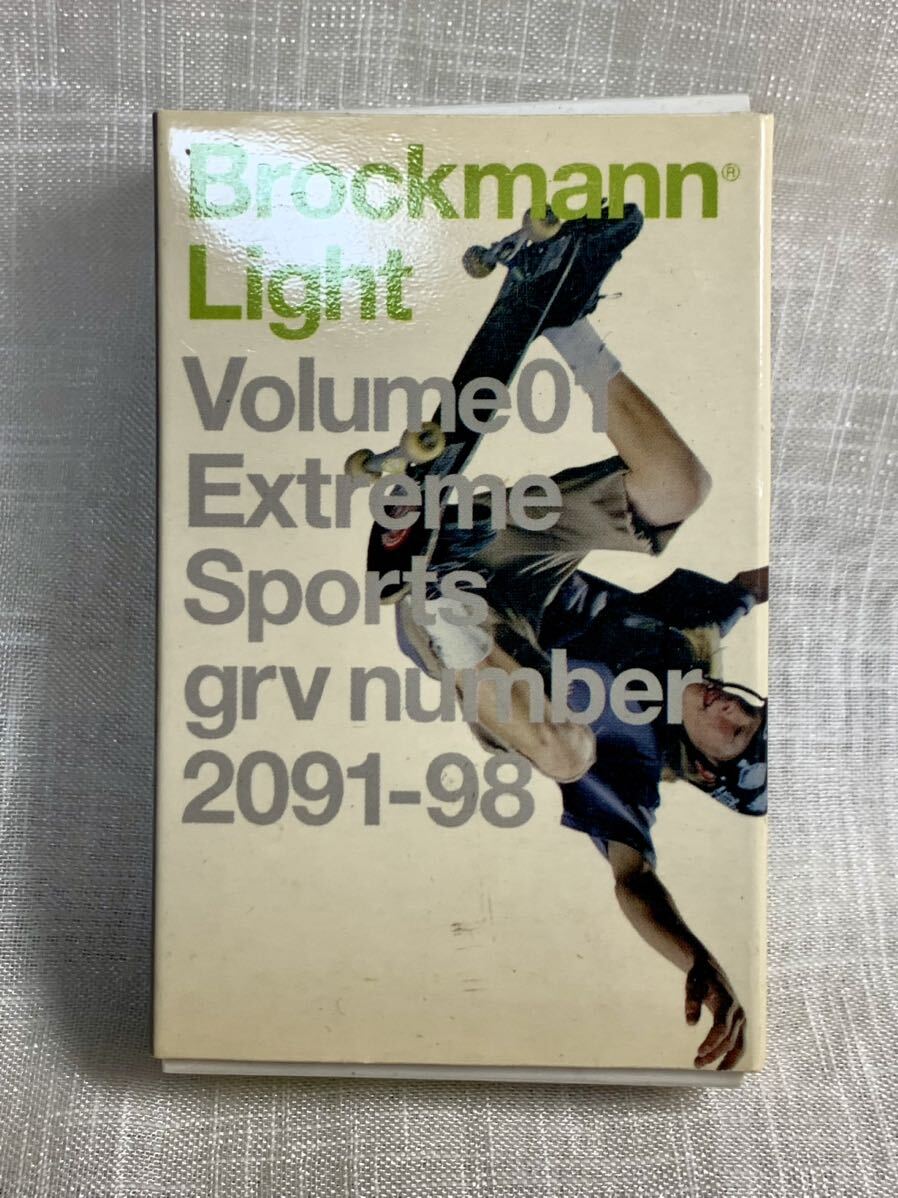 Brockmann®
Light
Volume01
Extreme
Sports
grv number
2091-98